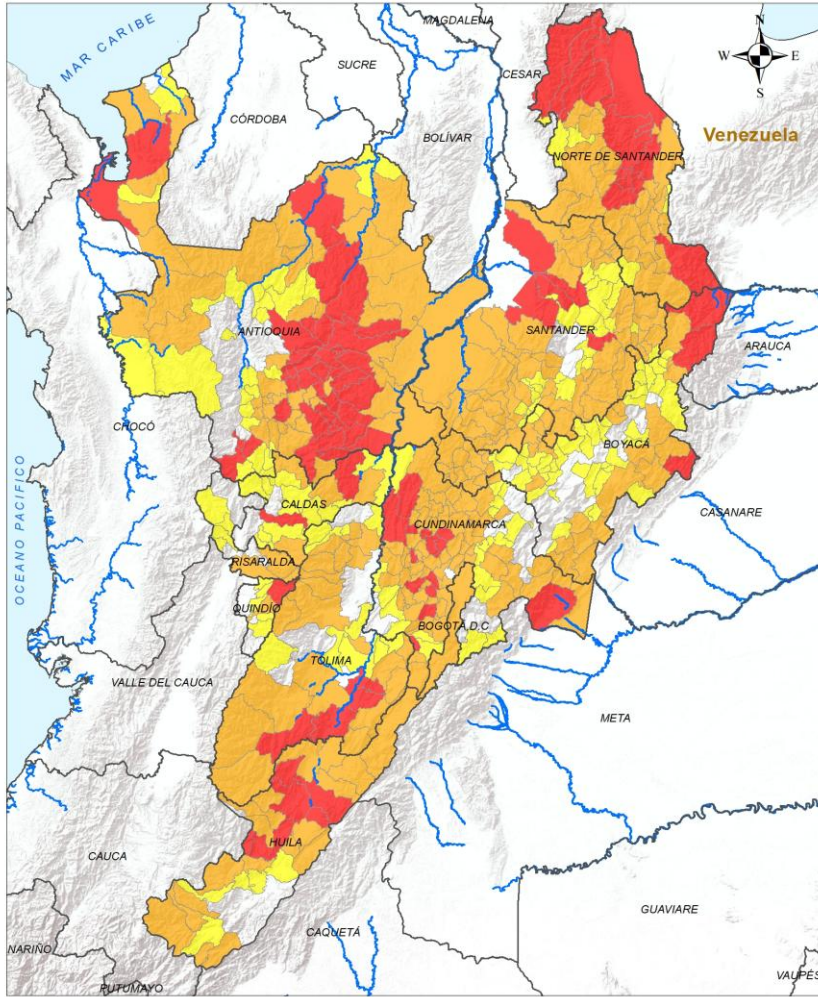 MAGDALENA
MAR CARIBE
N
W E
S
SUCRE
CESAR
CÓRDOBA
BOLÍVAR
Venezuela
NORTE DE SANTANDER
ANTIOQUIA
SANTANDER
ARAUCA
CHOCÓ
BOYACÁ
OCEANO PACIFICO
CALDAS
CUNDINAMARCA
CASANARE
RISARALDA
QUINDÍO
BOGOTÁ,D.C
TOLIMA
VALLE DEL CAUCA
META
HUILA
CAUCA
GUAVIARE
CAQUETÁ
NARIÑO
PUTUMAYO
VAUPÉS